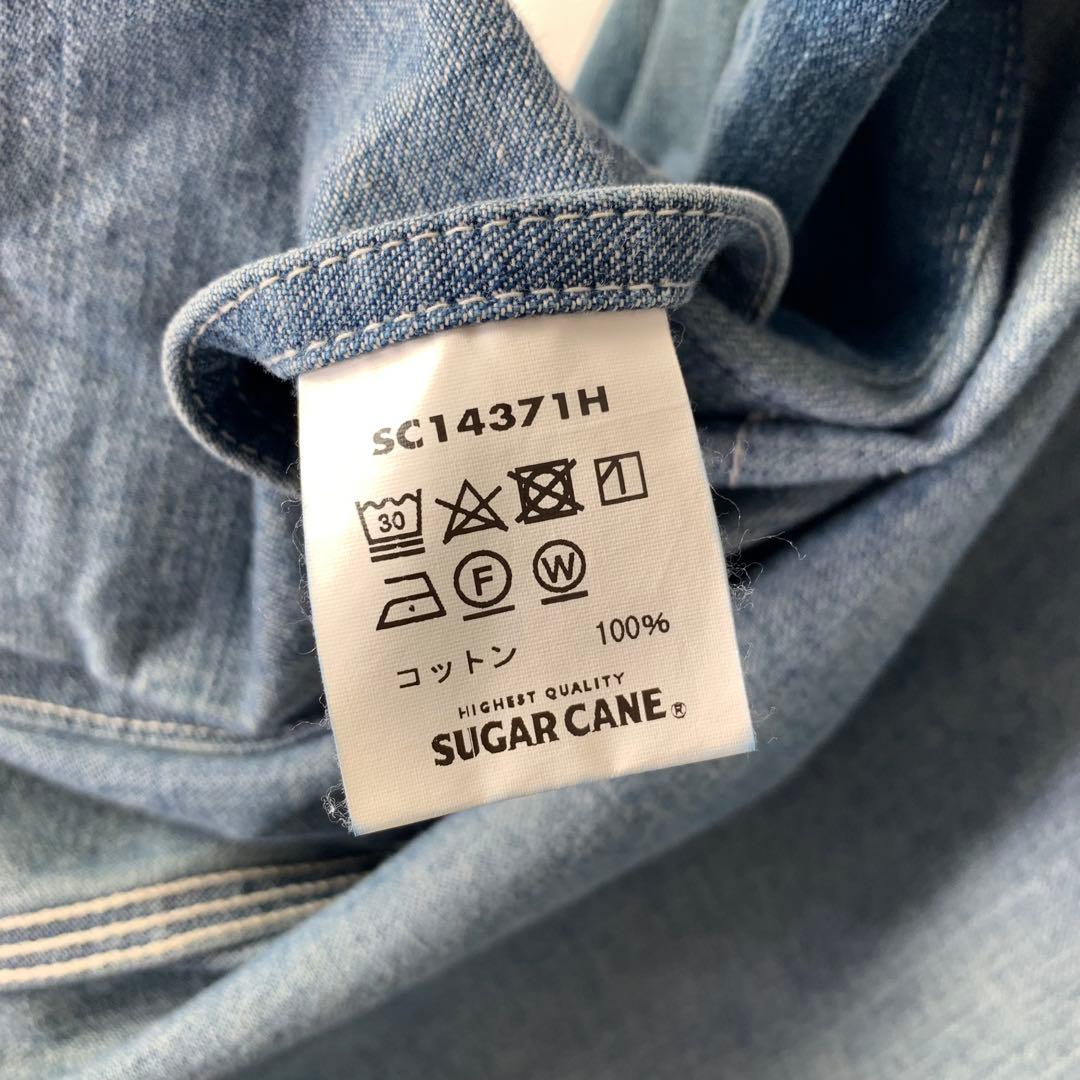 SC14371H
30
F W
コットン 100%
HIGHEST QUALITY
SUGAR CANE®